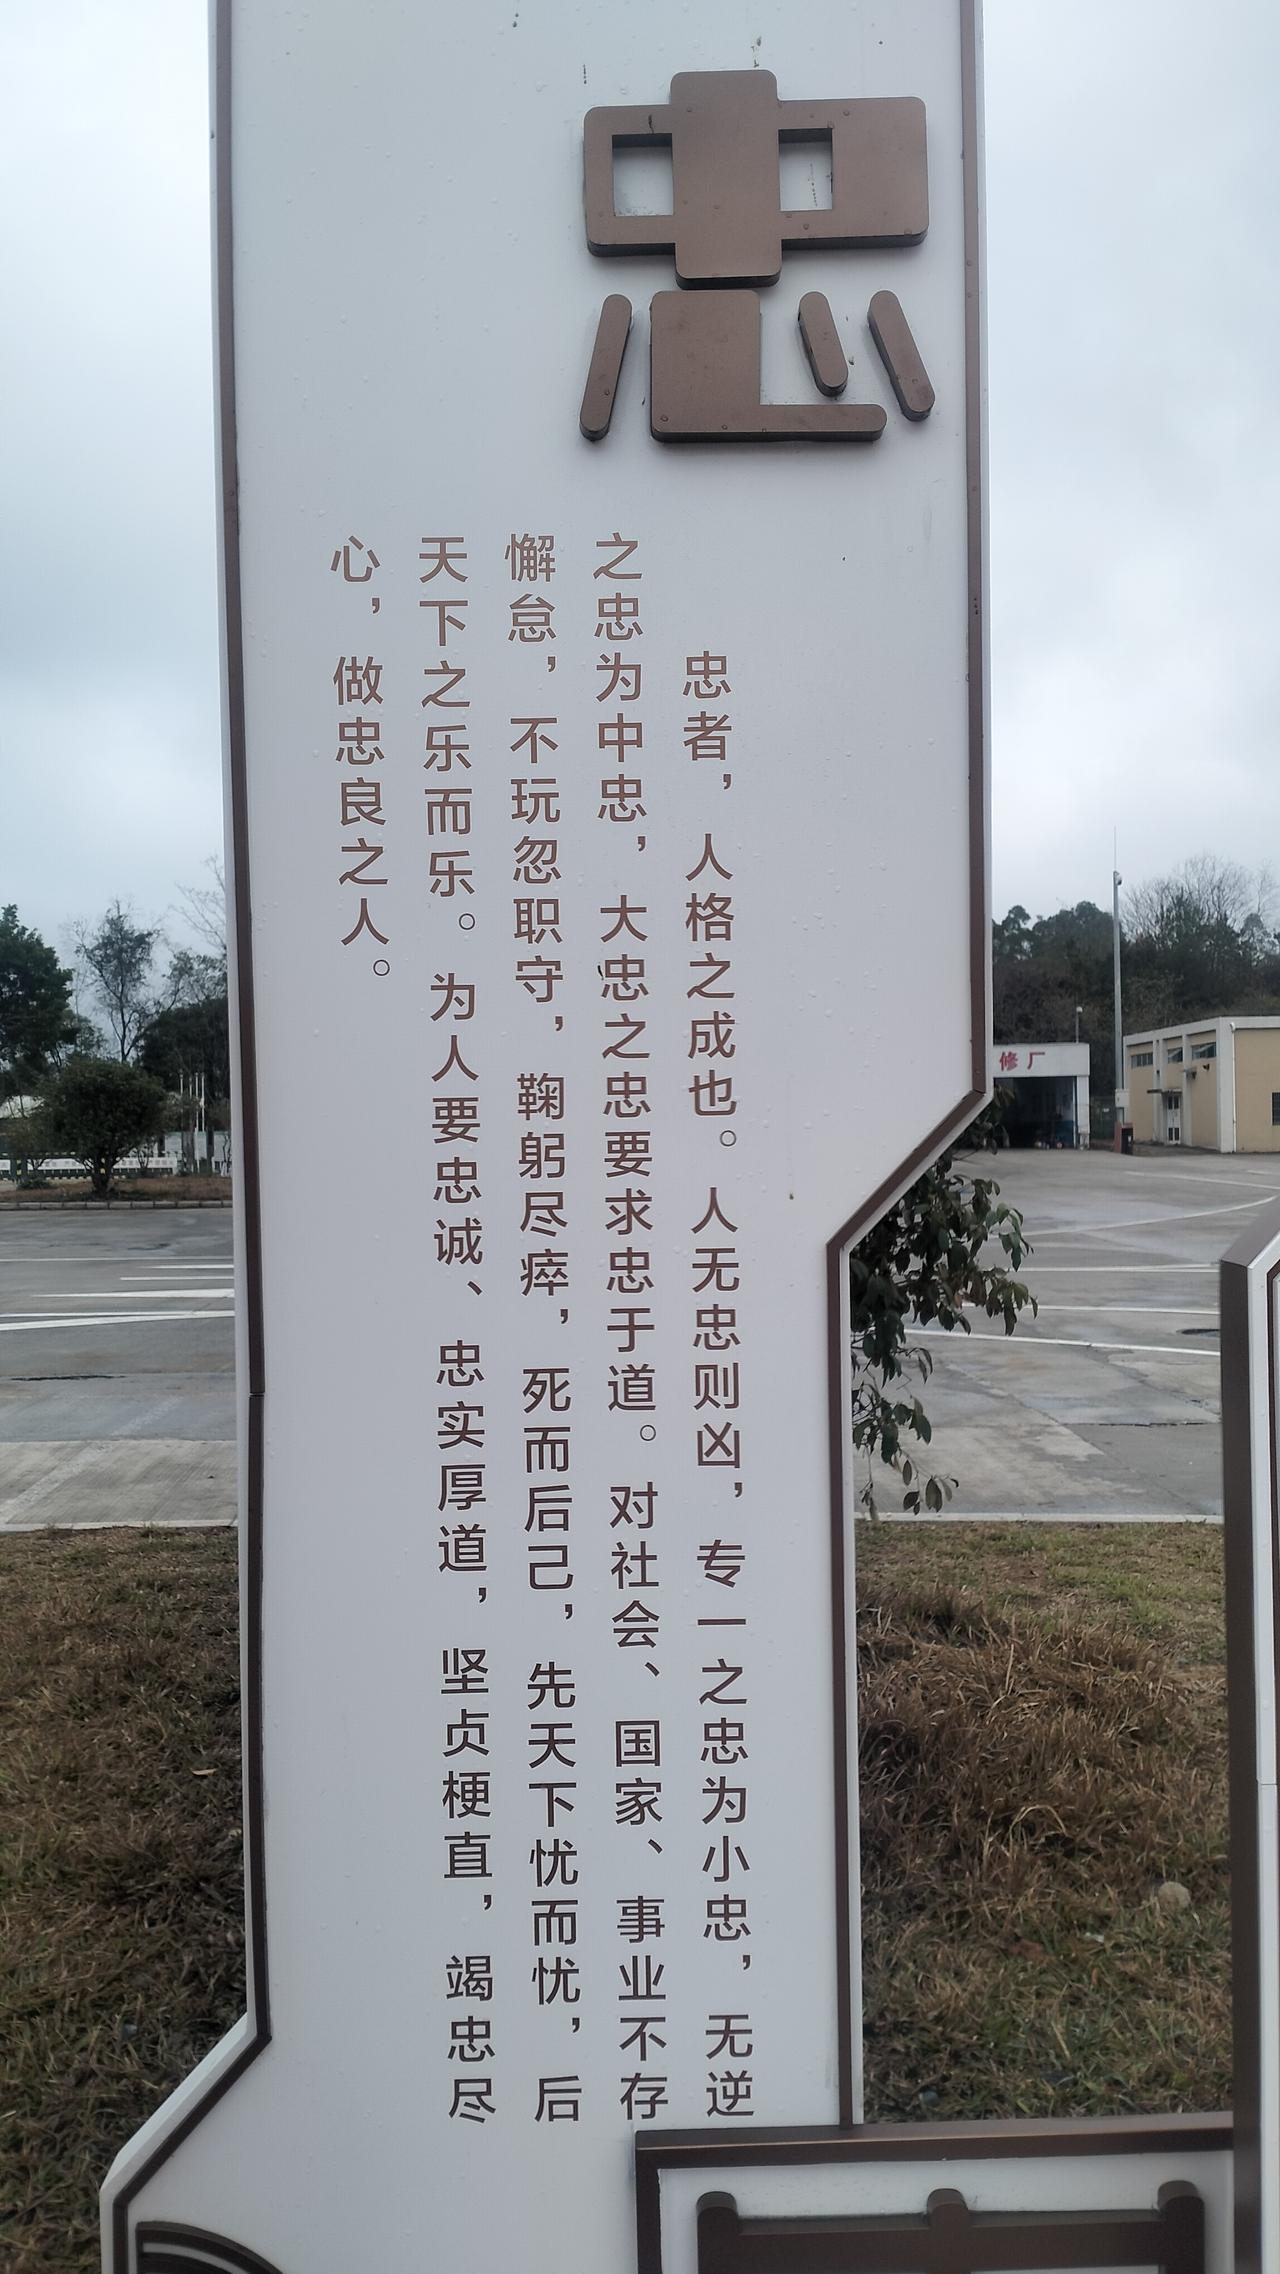 忠
忠者，人格之成也。人无忠则凶，专一之忠为小忠，无逆
之忠为中忠，大忠之忠要求忠于道。对社会、国家、事业不存
懈怠，不玩忽职守，鞠躬尽瘁，死而后己，先天下忧而忧，后
天下之乐而乐。为人要忠诚、忠实厚道，坚贞梗直，竭忠尽
心，做忠良之人。
修厂